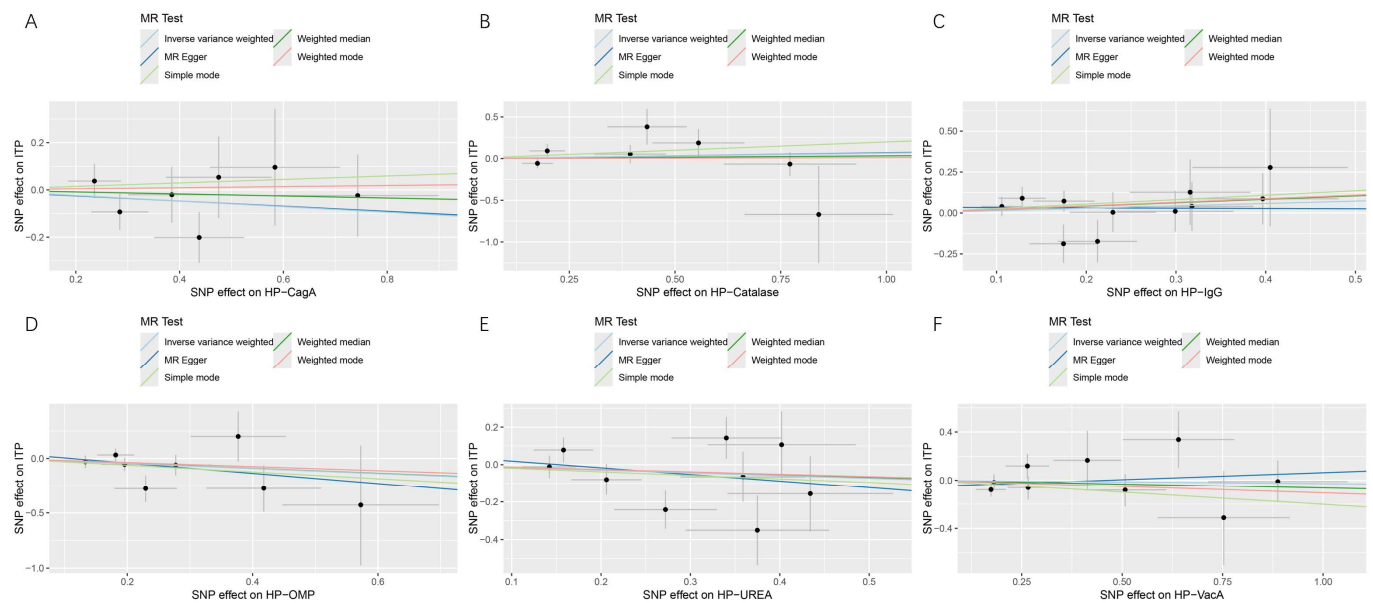 A
MR Test
Inverse variance weighted
Weighted median
MR Egger
Weighted mode
Simple mode
SNP effect on ITP
0.2
0.0
−0.2
0.2
0.4
0.6
0.8
SNP effect on HP−CagA
B
MR Test
Inverse variance weighted
Weighted median
MR Egger
Weighted mode
Simple mode
SNP effect on ITP
0.5
0.0
−0.5
−1.0
0.25
0.50
0.75
1.00
SNP effect on HP−Catalase
C
MR Test
Inverse variance weighted
Weighted median
MR Egger
Weighted mode
Simple mode
SNP effect on ITP
0.50
0.25
0.00
−0.25
0.1
0.2
0.3
0.4
0.5
SNP effect on HP−IgG
D
MR Test
Inverse variance weighted
Weighted median
MR Egger
Weighted mode
Simple mode
SNP effect on ITP
0.0
−0.5
−1.0
0.2
0.4
0.6
SNP effect on HP−OMP
E
MR Test
Inverse variance weighted
Weighted median
MR Egger
Weighted mode
Simple mode
SNP effect on ITP
0.2
0.0
−0.2
−0.4
0.1
0.2
0.3
0.4
0.5
SNP effect on HP−UREA
F
MR Test
Inverse variance weighted
Weighted median
MR Egger
Weighted mode
Simple mode
SNP effect on ITP
0.4
0.0
−0.4
0.25
0.50
0.75
1.00
SNP effect on HP−VacA